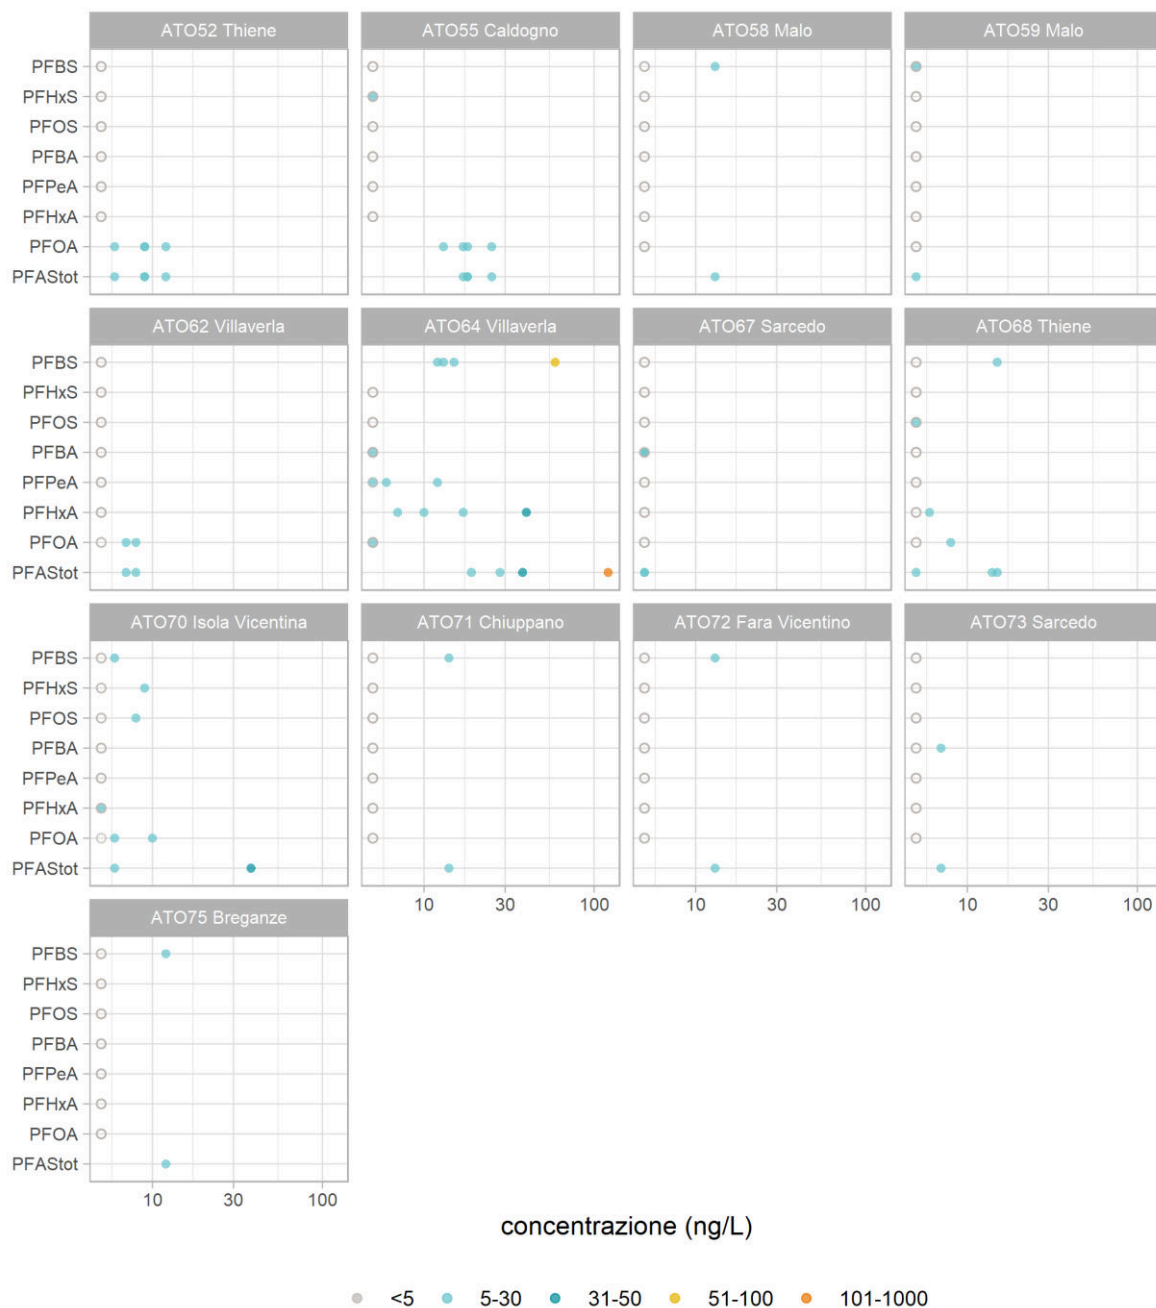 ATO52 Thiene ATO55 Caldogno ATO58 Malo ATO59 Malo
PFBS
PFHxS
PFOS
PFBA
PFPeA
PFHxA
PFOA
PFAStot
ATO62 Villaverla ATO64 Villaverla ATO67 Sarcedo ATO68 Thiene
PFBS
PFHxS
PFOS
PFBA
PFPeA
PFHxA
PFOA
PFAStot
ATO70 Isola Vicentina ATO71 Chiuppano ATO72 Fara Vicentino ATO73 Sarcedo
PFBS
PFHxS
PFOS
PFBA
PFPeA
PFHxA
PFOA
PFAStot
10 30 100 10 30 100 10 30 100
ATO75 Breganze
PFBS
PFHxS
PFOS
PFBA
PFPeA
PFHxA
PFOA
PFAStot
10 30 100
concentrazione (ng/L)
<5 5-30 31-50 51-100 101-1000